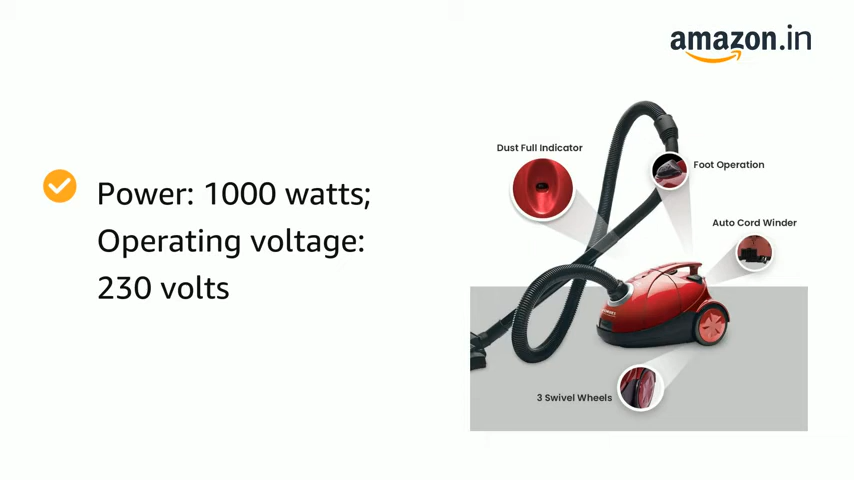 amazon.in
Power: 1000 watts;
Operating voltage:
230 volts
Dust Full Indicator
Foot Operation
Auto Cord Winder
3 Swivel Wheels